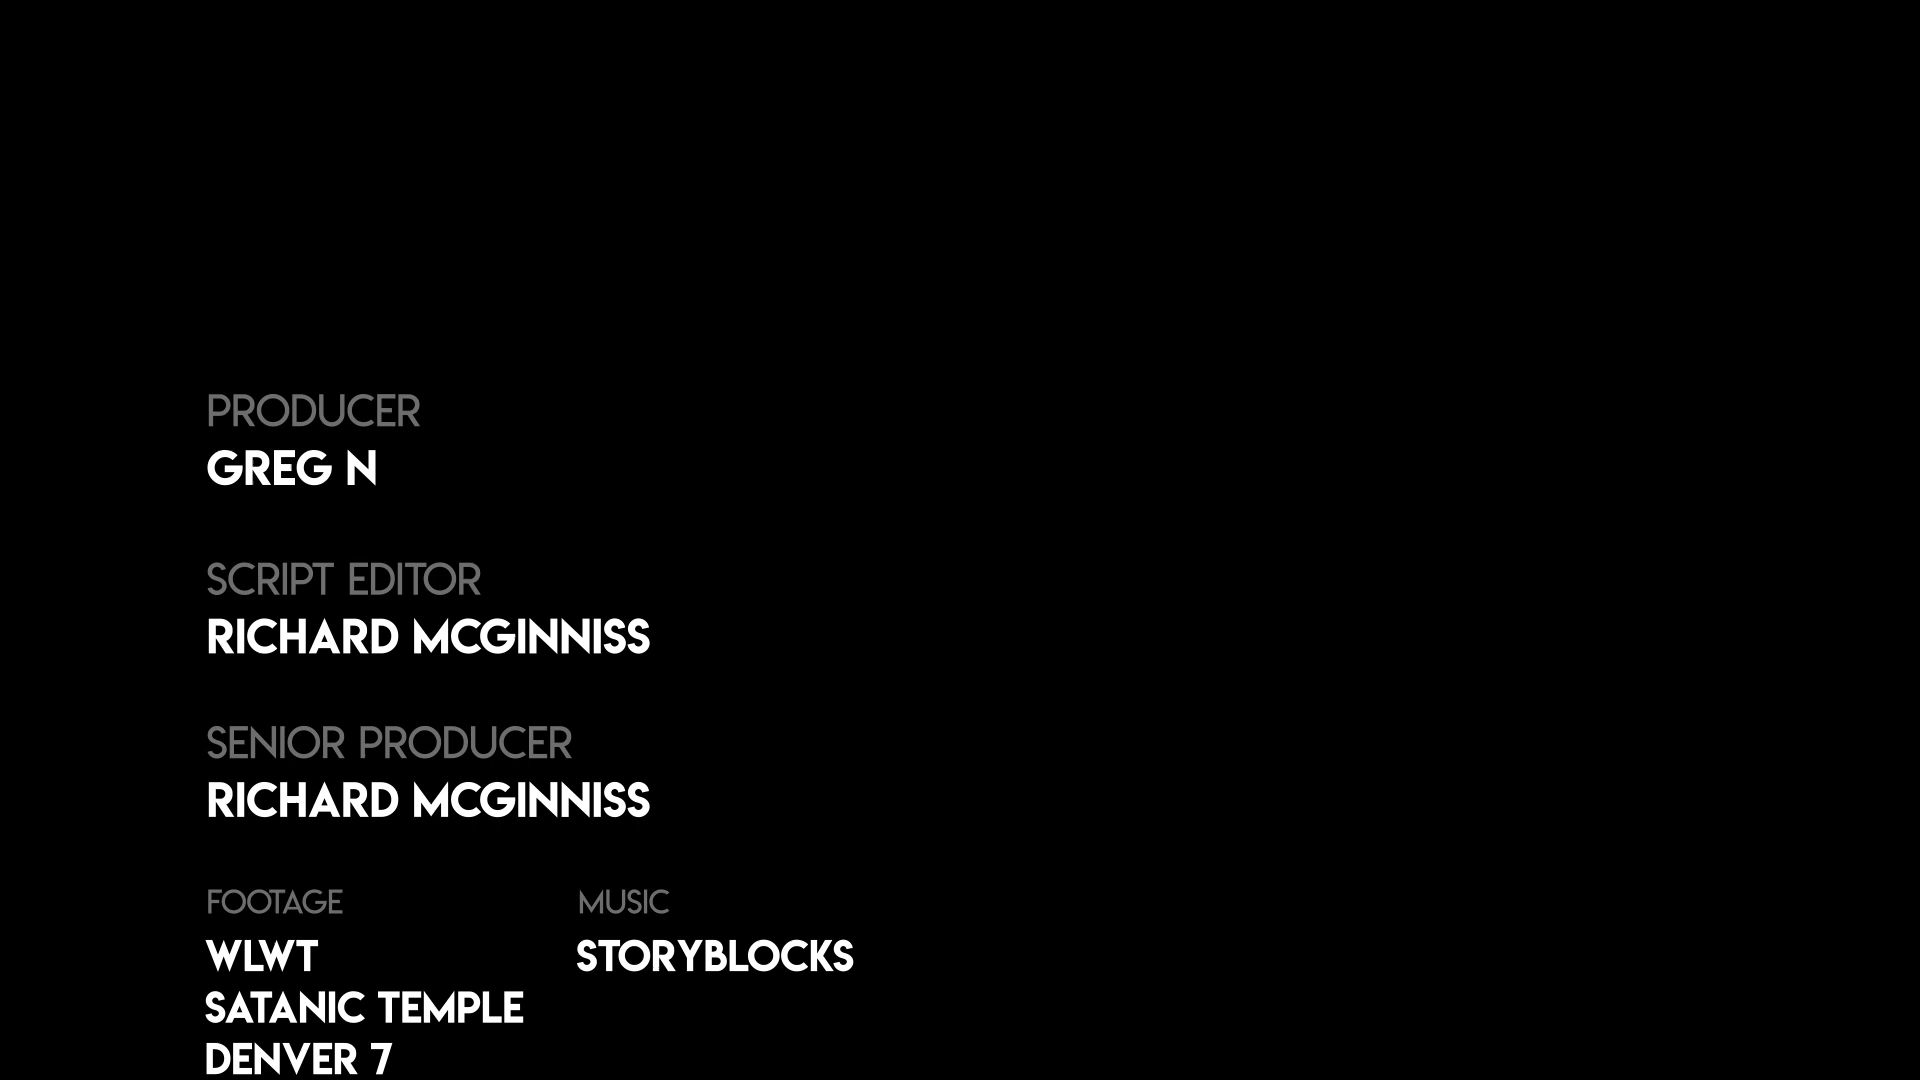 PRODUCER
GREG N
SCRIPT EDITOR
RICHARD MCGINNISS
SENIOR PRODUCER
RICHARD MCGINNISS
FOOTAGE
WLWT
SATANIC TEMPLE
DENVER 7
MUSIC
STORYBLOCKS